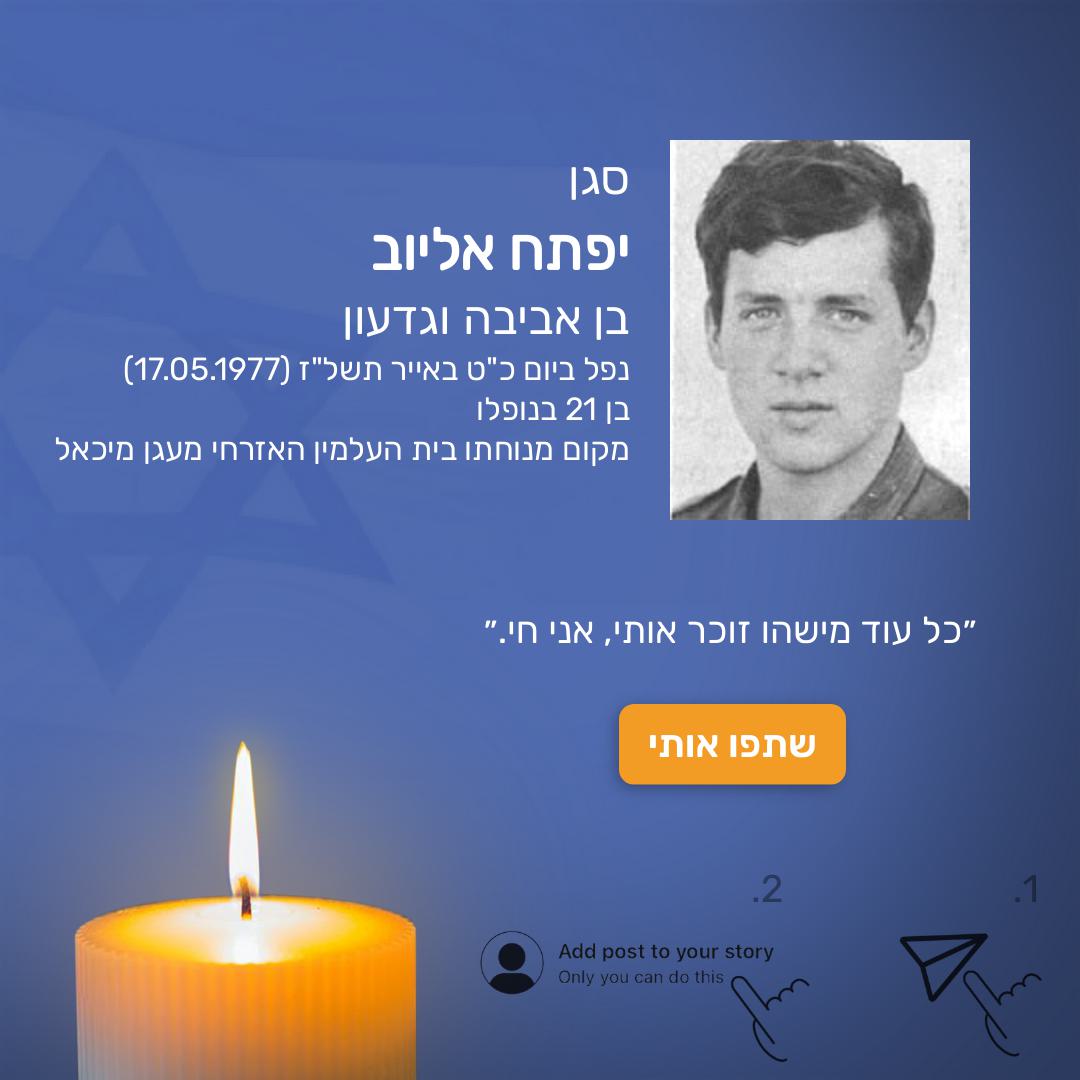 סגן
יפתח אליוב
בן אביבה וגדעון
נפל ביום כ"ט באייר תשל"ז (17.05.1977)
בן 21 בנופלו
מקום מנוחתו בית העלמין האזרחי מעגן מיכאל
״כל עוד מישהו זוכר אותי, אני חי.״
שתפו אותי
1.
2.
Add post to your story
Only you can do this